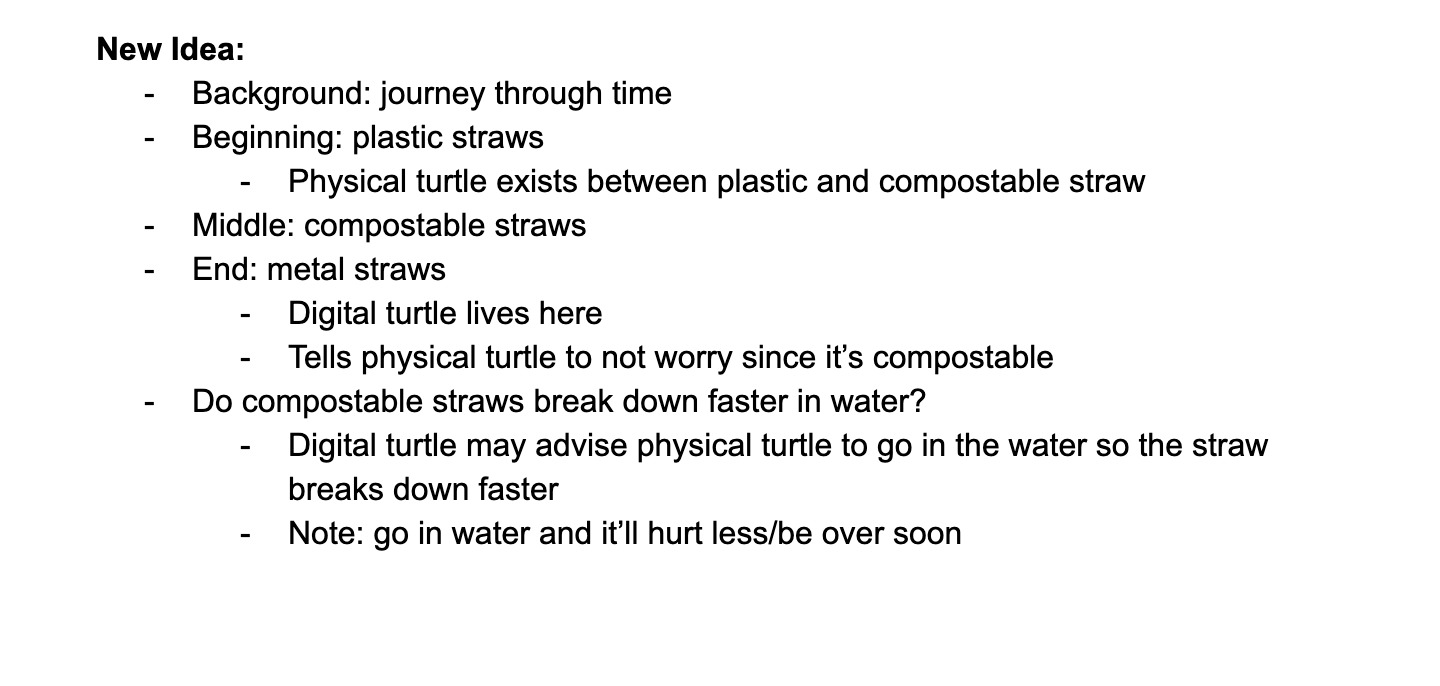 New Idea:
- Background: journey through time
- Beginning: plastic straws
- Physical turtle exists between plastic and compostable straw
- Middle: compostable straws
- End: metal straws
- Digital turtle lives here
- Tells physical turtle to not worry since it’s compostable
- Do compostable straws break down faster in water?
- Digital turtle may advise physical turtle to go in the water so the straw
breaks down faster
- Note: go in water and it’ll hurt less/be over soon